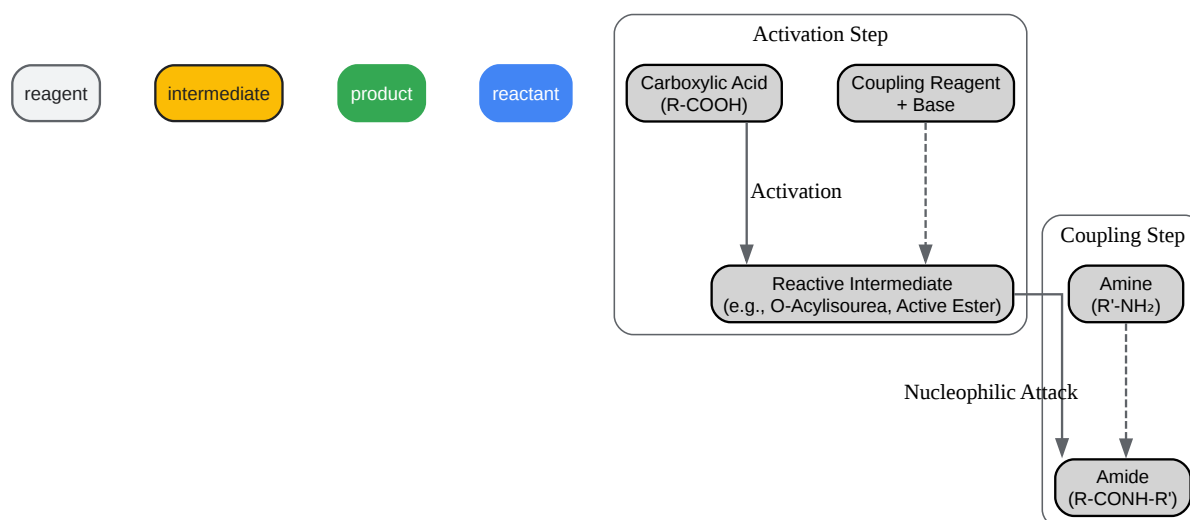 Activation Step
reagent
intermediate
product
reactant
Carboxylic Acid
(R-COOH)
Coupling Reagent
+ Base
Activation
Coupling Step
Reactive Intermediate
(e.g., O-Acylisourea, Active Ester)
Amine
(R'-NH₂)
Nucleophilic Attack
Amide
(R-CONH-R')